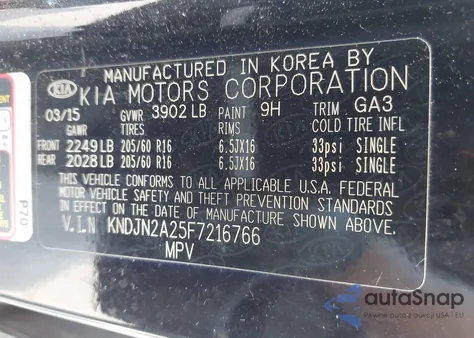 MANUFACTURED IN KOREA BY
KIA KIA MOTORS CORPORATION
03/15 GVWR 3902 LB PAINT 9H TRIM GA3
GAWR TIRES RIMS COLD TIRE INFL
FRONT 2249 LB 205/60 R16 6.5JX16 33psi SINGLE
REAR 2028 LB 205/60 R16 6.5JX16 33psi SINGLE
THIS VEHICLE CONFORMS TO ALL APPLICABLE U.S.A. FEDERAL
MOTOR VEHICLE SAFETY AND THEFT PREVENTION STANDARDS
IN EFFECT ON THE DATE OF MANUFACTURE SHOWN ABOVE.
V.I.N KNDJN2A25F7216766
MPV
P70
autoSnap